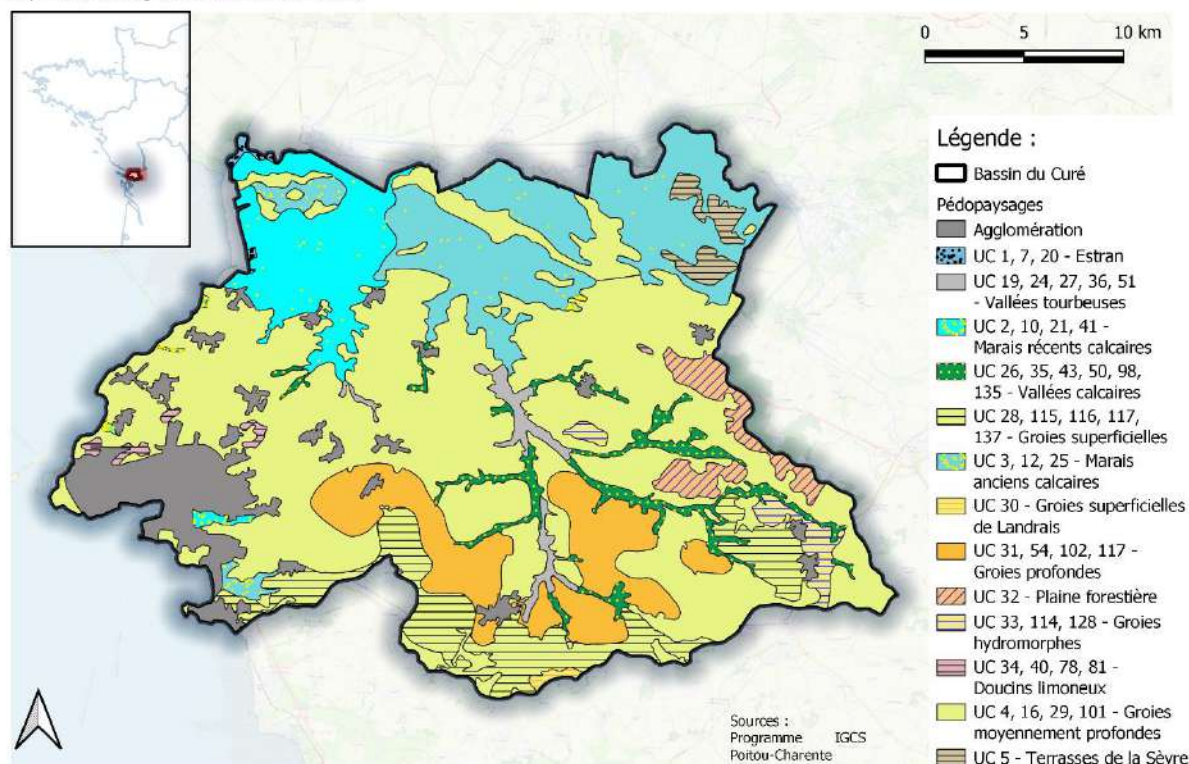 0 5 10 km
Légende :
Bassin du Curé
Pédopaysages
Agglomération
UC 1, 7, 20 - Estran
UC 19, 24, 27, 36, 51
- Vallées tourbeuses
UC 2, 10, 21, 41 -
Marais récents calcaires
UC 26, 35, 43, 50, 98,
135 - Vallées calcaires
UC 28, 115, 116, 117,
137 - Groies superficielles
UC 3, 12, 25 - Marais
anciens calcaires
UC 30 - Groies superficielles
de Landrais
UC 31, 54, 102, 117 -
Groies profondes
UC 32 - Plaine forestière
UC 33, 114, 128 - Groies
hydromorphes
UC 34, 40, 78, 81 -
Doucins limoneux
UC 4, 16, 29, 101 - Groies
moyennement profondes
UC 5 - Terrasses de la Sèvre
Sources :
Programme IGCS
Poitou-Charente